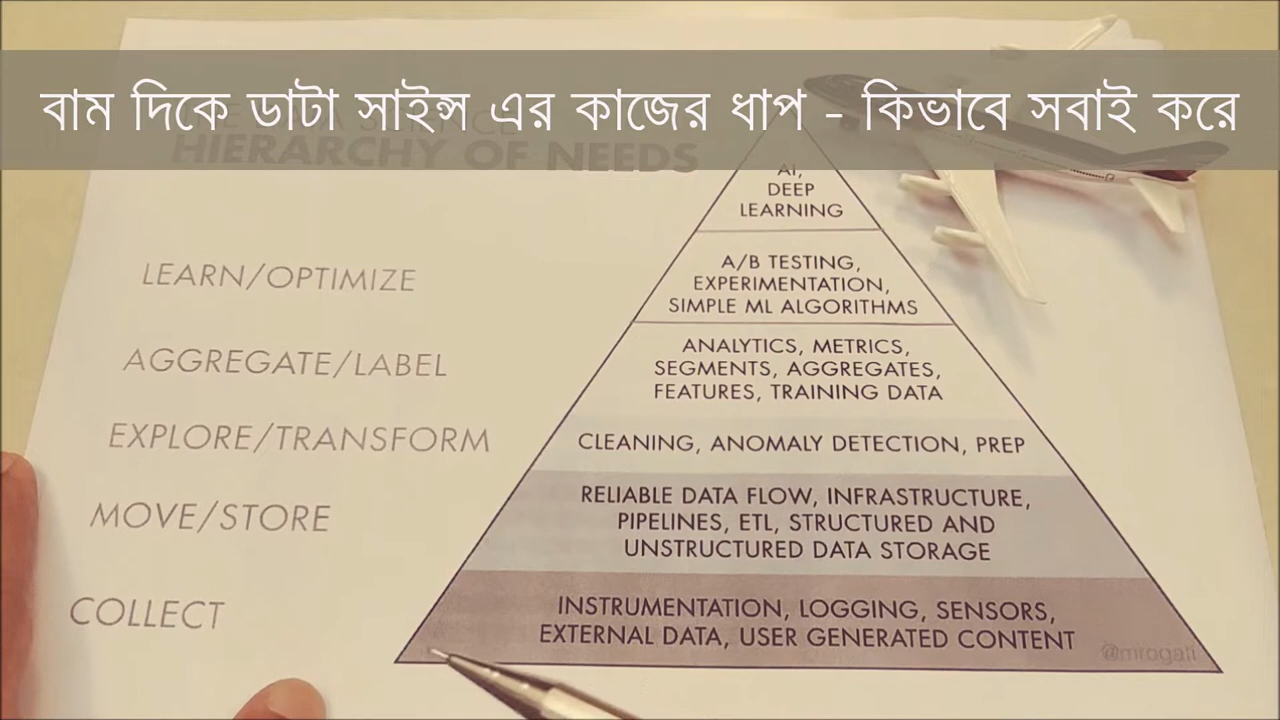 বাম দিকে ডাটা সাইন্স এর কাজের ধাপ - কিভাবে সবাই করে
HIERARCHY OF NEEDS
AI,
DEEP
LEARNING
LEARN/OPTIMIZE
A/B TESTING,
EXPERIMENTATION,
SIMPLE ML ALGORITHMS
AGGREGATE/LABEL
ANALYTICS, METRICS,
SEGMENTS, AGGREGATES,
FEATURES, TRAINING DATA
EXPLORE/TRANSFORM
CLEANING, ANOMALY DETECTION, PREP
MOVE/STORE
RELIABLE DATA FLOW, INFRASTRUCTURE,
PIPELINES, ETL, STRUCTURED AND
UNSTRUCTURED DATA STORAGE
COLLECT
INSTRUMENTATION, LOGGING, SENSORS,
EXTERNAL DATA, USER GENERATED CONTENT
@mrogati